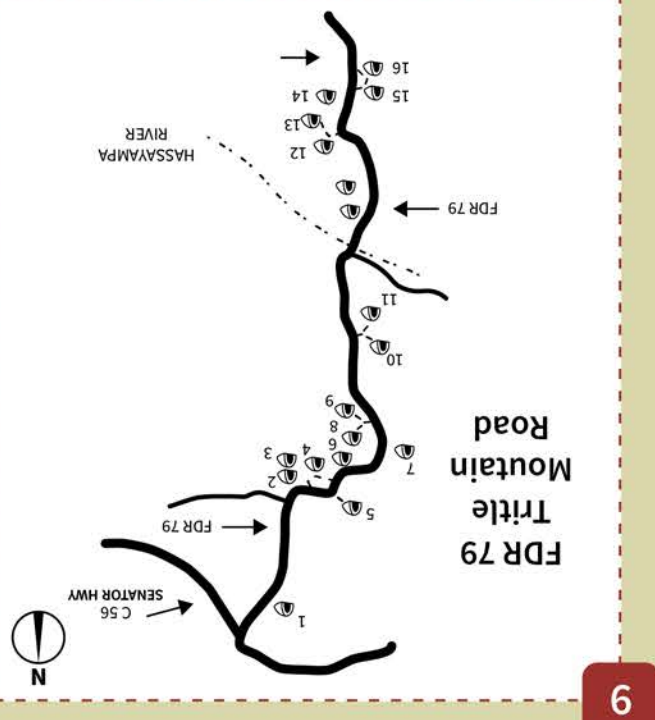 9
N
1
C 56
SENATOR HWY
FDR 79
Tritle
Moutain
Road
FDR 79
5
2
7
4
3
6
8
9
10
11
FDR 79
HASSAYAMPA
RIVER
12
13
14
15
16